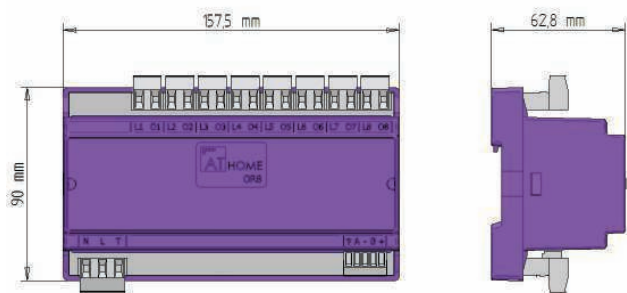 157,5 mm
62,8 mm
90 mm
L1 O1 L2 O2 L3 O3 L4 O4 L5 O5 L6 O6 L7 O7 L8 O8
AT HOME
OR8
N L T
A - B +